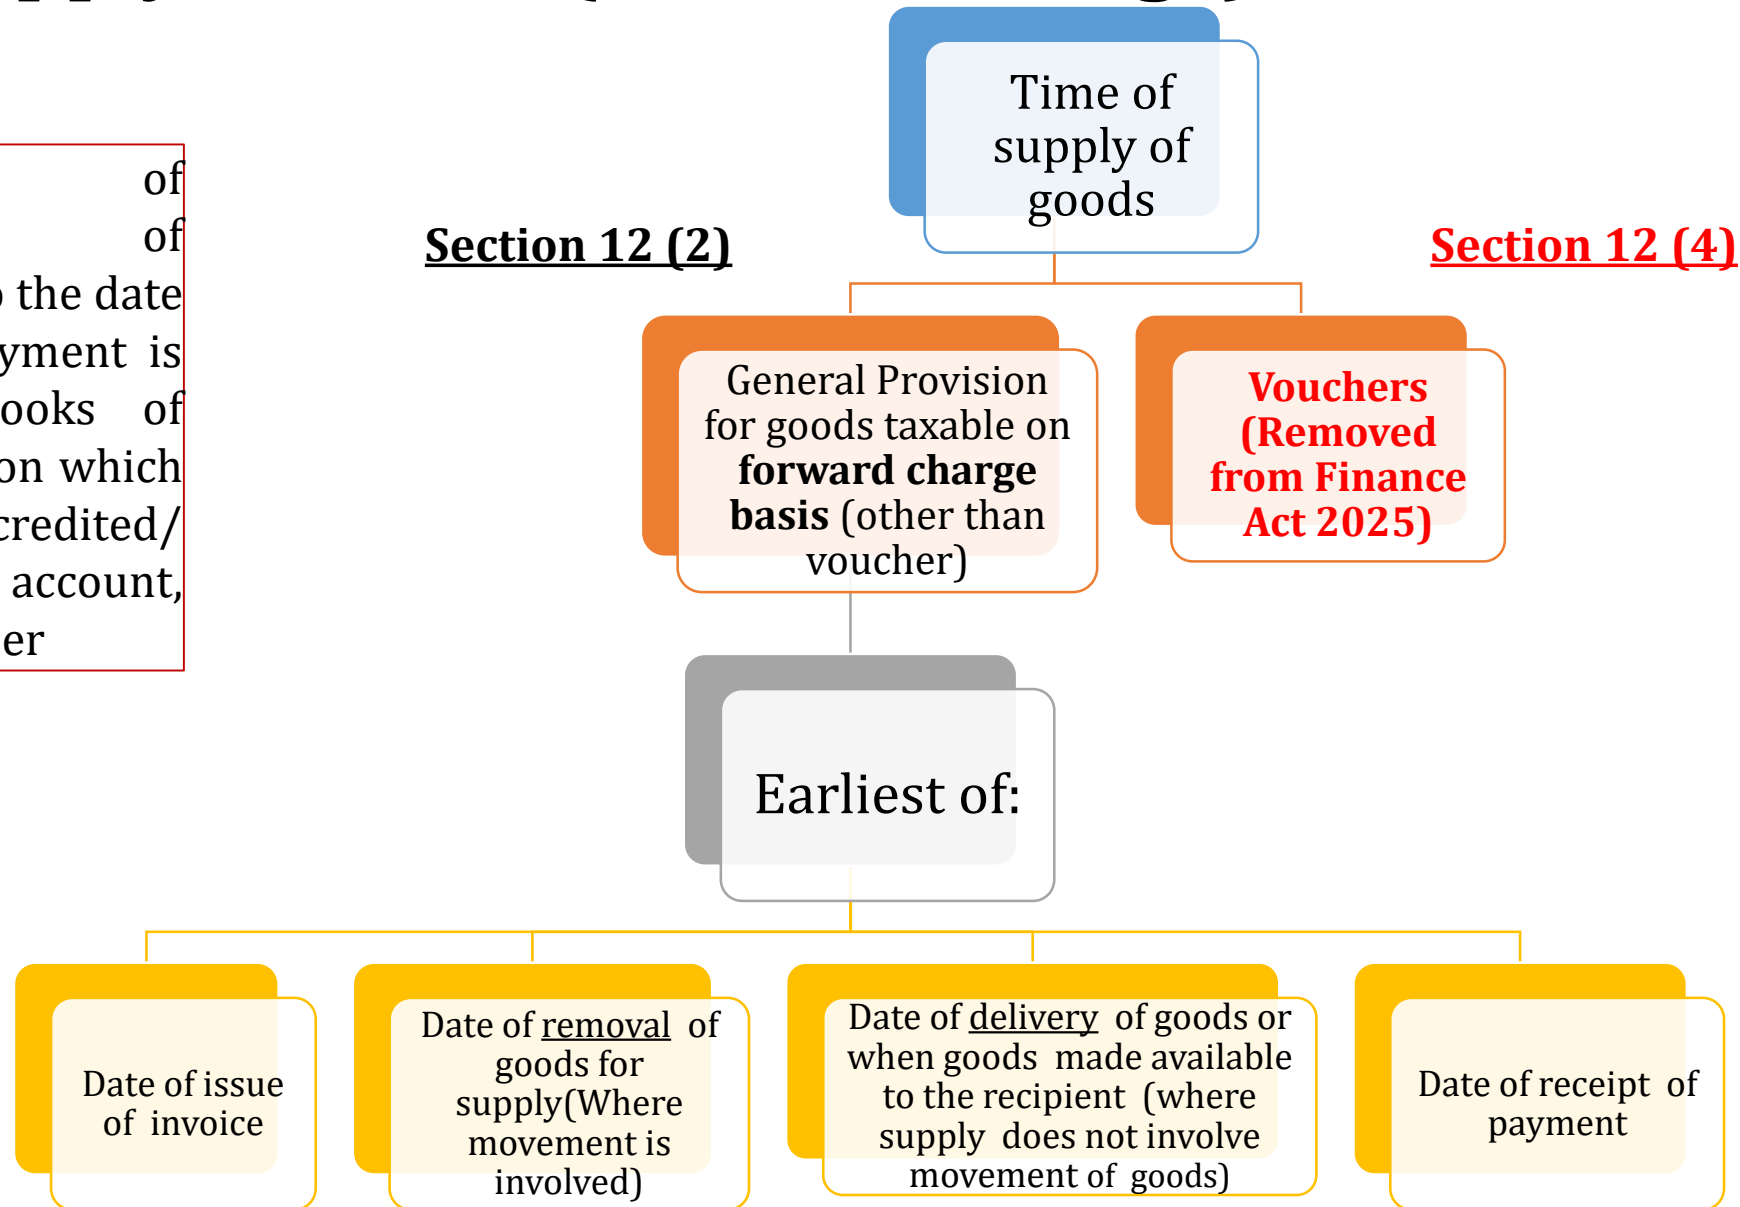 of
of
the date
yment is
ooks of
on which
credited/
account,
er
Time of
supply of
goods
Section 12 (2)
Section 12 (4)
General Provision
for goods taxable on
forward charge
basis (other than
voucher)
Vouchers
(Removed
from Finance
Act 2025)
Earliest of:
Date of issue
of invoice
Date of removal of
goods for
supply(Where
movement is
involved)
Date of delivery of goods or
when goods made available
to the recipient (where
supply does not involve
movement of goods)
Date of receipt of
payment